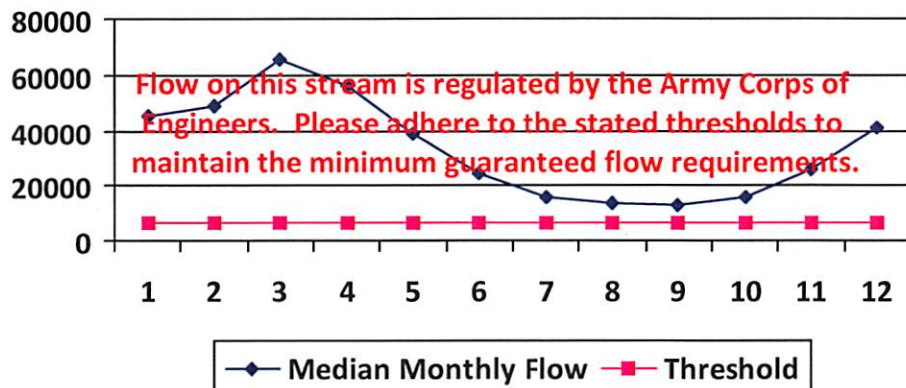 80000
60000
40000
20000
0
Flow on this stream is regulated by the Army Corps of
Engineers. Please adhere to the stated thresholds to
maintain the minimum guaranteed flow requirements.
1 2 3 4 5 6 7 8 9 10 11 12
Median Monthly Flow Threshold